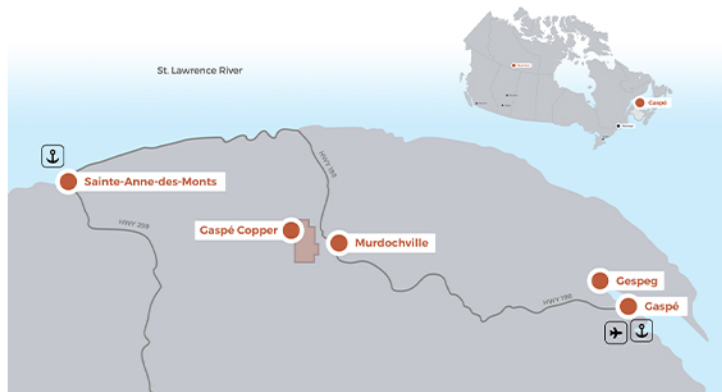 St. Lawrence River
Gaspé
Sainte-Anne-des-Monts
HWY 198
HWY 299
Gaspé Copper
Murdochville
Gespeg
HWY 198
Gaspé